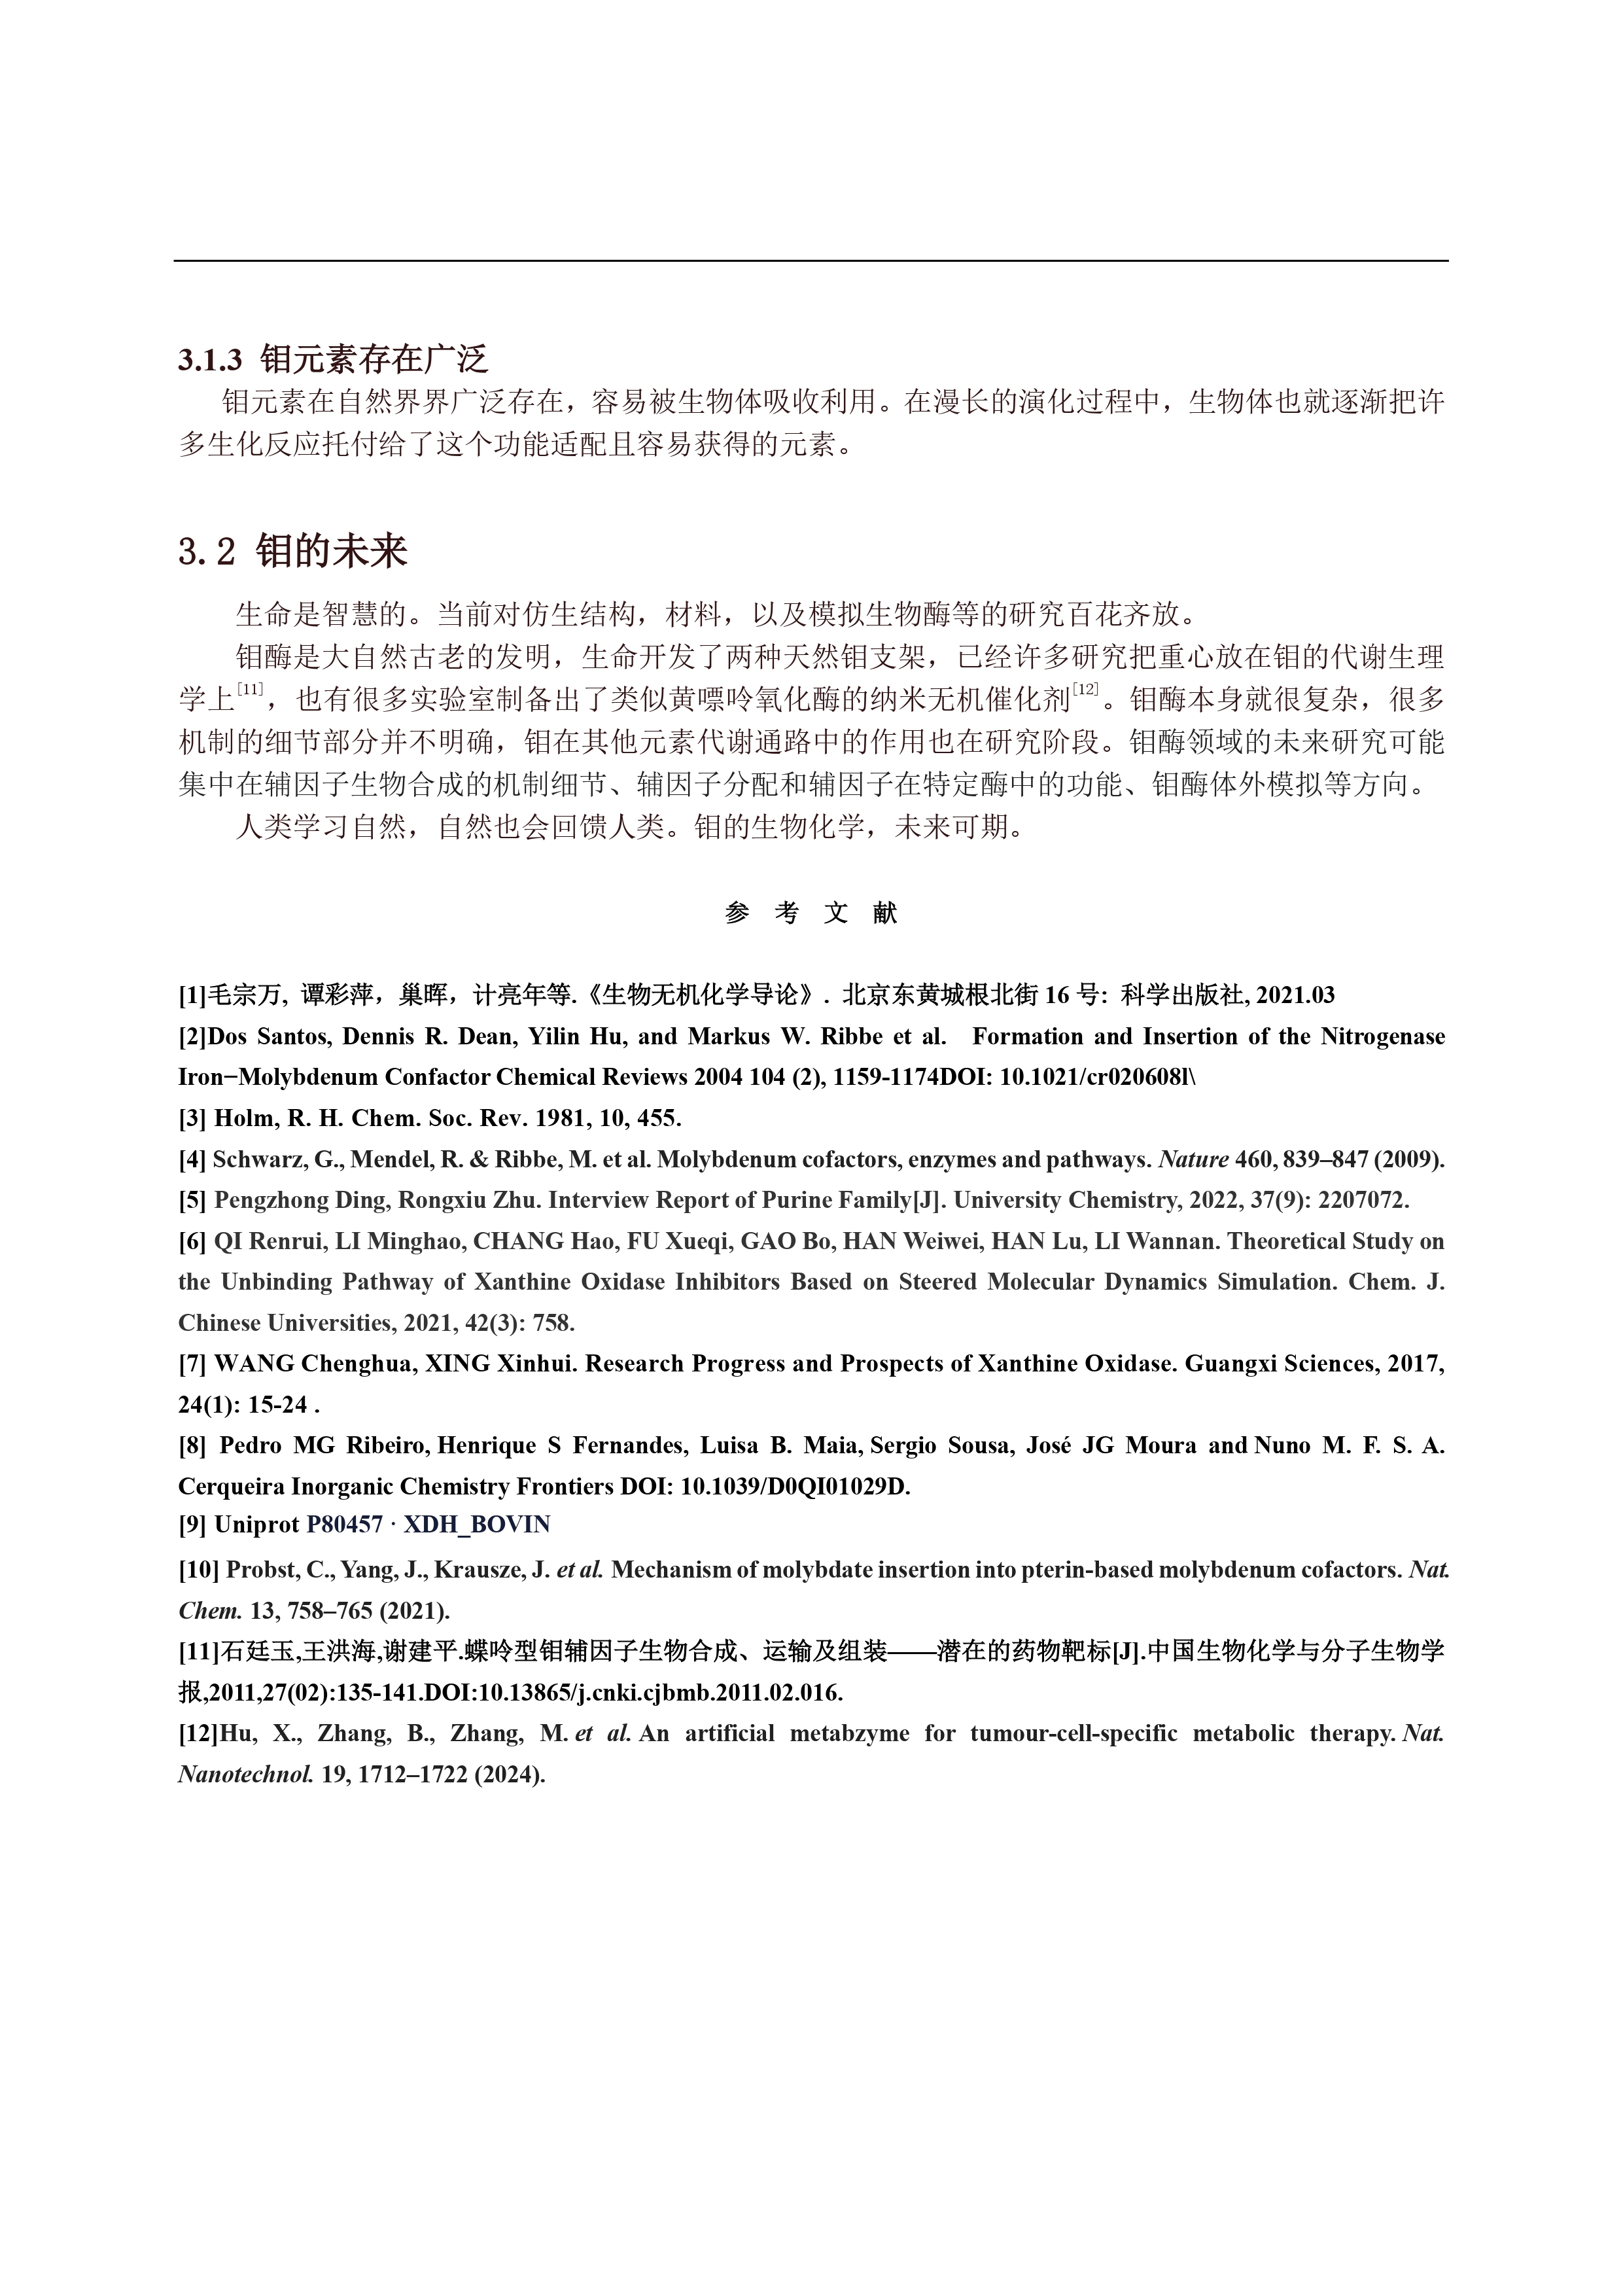 3.1.3 钼元素存在广泛
钼元素在自然界界广泛存在，容易被生物体吸收利用。在漫长的演化过程中，生物体也就逐渐把许
多生化反应托付给了这个功能适配且容易获得的元素。
3.2 钼的未来
生命是智慧的。当前对仿生结构，材料，以及模拟生物酶等的研究百花齐放。
钼酶是大自然古老的发明，生命开发了两种天然钼支架，已经许多研究把重心放在钼的代谢生理
学上[11]，也有很多实验室制备出了类似黄嘌呤氧化酶的纳米无机催化剂[12]。钼酶本身就很复杂，很多
机制的细节部分并不明确，钼在其他元素代谢通路中的作用也在研究阶段。钼酶领域的未来研究可能
集中在辅因子生物合成的机制细节、辅因子分配和辅因子在特定酶中的功能、钼酶体外模拟等方向。
人类学习自然，自然也会回馈人类。钼的生物化学，未来可期。
参 考 文 献
[1]毛宗万, 谭彩萍，巢晖，计亮年等.《生物无机化学导论》. 北京东黄城根北街 16 号: 科学出版社, 2021.03
[2]Dos Santos, Dennis R. Dean, Yilin Hu, and Markus W. Ribbe et al. Formation and Insertion of the Nitrogenase
Iron−Molybdenum Confactor Chemical Reviews 2004 104 (2), 1159-1174DOI: 10.1021/cr020608l\
[3] Holm, R. H. Chem. Soc. Rev. 1981, 10, 455.
[4] Schwarz, G., Mendel, R. & Ribbe, M. et al. Molybdenum cofactors, enzymes and pathways. Nature 460, 839–847 (2009).
[5] Pengzhong Ding, Rongxiu Zhu. Interview Report of Purine Family[J]. University Chemistry, 2022, 37(9): 2207072.
[6] QI Renrui, LI Minghao, CHANG Hao, FU Xueqi, GAO Bo, HAN Weiwei, HAN Lu, LI Wannan. Theoretical Study on
the Unbinding Pathway of Xanthine Oxidase Inhibitors Based on Steered Molecular Dynamics Simulation. Chem. J.
Chinese Universities, 2021, 42(3): 758.
[7] WANG Chenghua, XING Xinhui. Research Progress and Prospects of Xanthine Oxidase. Guangxi Sciences, 2017,
24(1): 15-24 .
[8] Pedro MG Ribeiro, Henrique S Fernandes, Luisa B. Maia, Sergio Sousa, José JG Moura and Nuno M. F. S. A.
Cerqueira Inorganic Chemistry Frontiers DOI: 10.1039/D0QI01029D.
[9] Uniprot P80457 · XDH_BOVIN
[10] Probst, C., Yang, J., Krausze, J. et al. Mechanism of molybdate insertion into pterin-based molybdenum cofactors. Nat.
Chem. 13, 758–765 (2021).
[11]石廷玉,王洪海,谢建平.蝶呤型钼辅因子生物合成、运输及组装——潜在的药物靶标[J].中国生物化学与分子生物学
报,2011,27(02):135-141.DOI:10.13865/j.cnki.cjbmb.2011.02.016.
[12]Hu, X., Zhang, B., Zhang, M. et al. An artificial metabzyme for tumour-cell-specific metabolic therapy. Nat.
Nanotechnol. 19, 1712–1722 (2024).